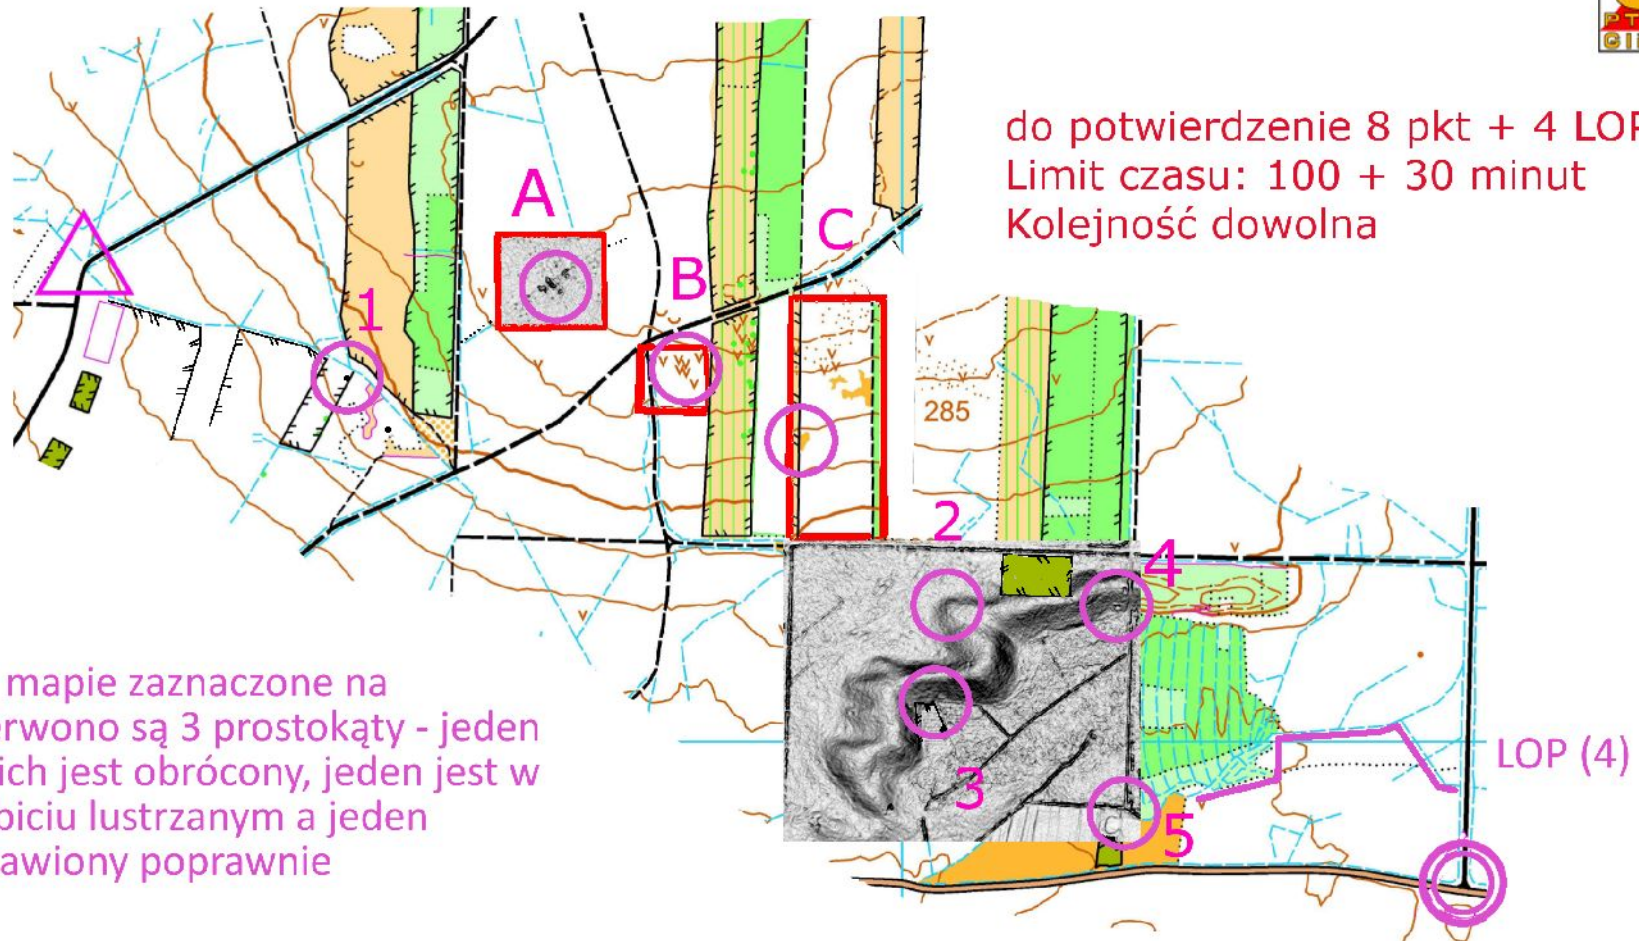 do potwierdzenie 8 pkt + 4 LOP
Limit czasu: 100 + 30 minut
Kolejność dowolna
A
B
C
1
285
2
4
mapie zaznaczone na
erwono są 3 prostokąty - jeden
ich jest obrócony, jeden jest w
biciu lustrzanym a jeden
awiony poprawnie
LOP (4)
3
C
5